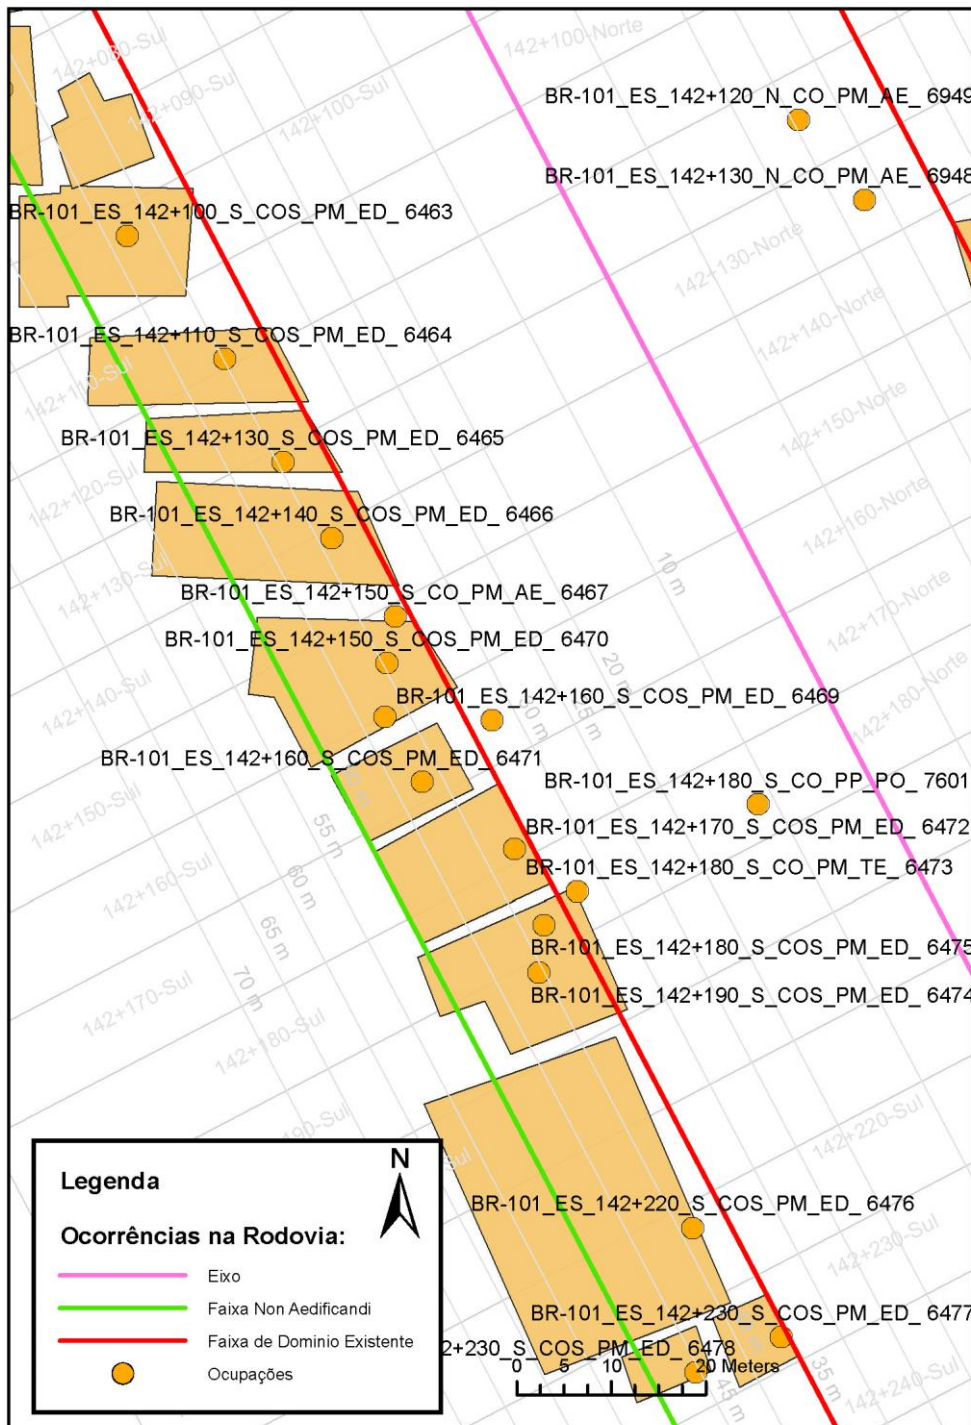 142+080-Sul
142+090-Sul
142+100-Sul
142+100-Norte
BR-101_ES_142+120_N_CO_PM_AE_ 6949
BR-101_ES_142+130_N_CO_PM_AE_ 6948
BR-101_ES_142+100_S_COS_PM_ED_ 6463
142+130-Norte
142+140-Norte
BR-101_ES_142+110_S_COS_PM_ED_ 6464
142+110-Sul
142+150-Norte
BR-101_ES_142+130_S_COS_PM_ED_ 6465
142+120-Sul
142+160-Norte
BR-101_ES_142+140_S_COS_PM_ED_ 6466
142+130-Sul
10 m
BR-101_ES_142+150_S_CO_PM_AE_ 6467
142+170-Norte
BR-101_ES_142+150_S_COS_PM_ED_ 6470
20 m
142+140-Sul
BR-101_ES_142+160_S_COS_PM_ED_ 6469
142+180-Norte
BR-101_ES_142+160_S_COS_PM_ED_ 6471
BR-101_ES_142+180_S_CO_PP_PO_ 7601
142+150-Sul
55 m
BR-101_ES_142+170_S_COS_PM_ED_ 6472
BR-101_ES_142+180_S_CO_PM_TE_ 6473
142+160-Sul
60 m
65 m
BR-101_ES_142+180_S_COS_PM_ED_ 6475
70 m
BR-101_ES_142+190_S_COS_PM_ED_ 6474
142+170-Sul
142+180-Sul
190-Sul
142+220-Sul
BR-101_ES_142+220_S_COS_PM_ED_ 6476
142+230-Sul
BR-101_ES_142+230_S_COS_PM_ED_ 6477
2+230_S_COS_PM_ED_ 6478
35 m
45 m
142+240-Sul
0 5 10 20 Meters
Legenda
N
Ocorrências na Rodovia:
Eixo
Faixa Non Aedificandi
Faixa de Dominio Existente
Ocupações